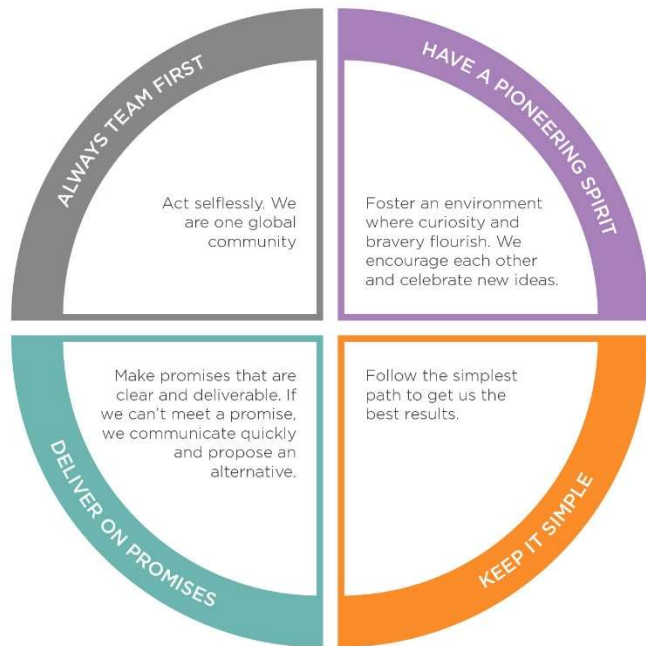 ALWAYS TEAM FIRST
Act selflessly. We
are one global
community
HAVE A PIONEERING SPIRIT
Foster an environment
where curiosity and
bravery flourish. We
encourage each other
and celebrate new ideas.
DELIVER ON PROMISES
Make promises that are
clear and deliverable. If
we can't meet a promise,
we communicate quickly
and propose an
alternative.
KEEP IT SIMPLE
Follow the simplest
path to get us the
best results.